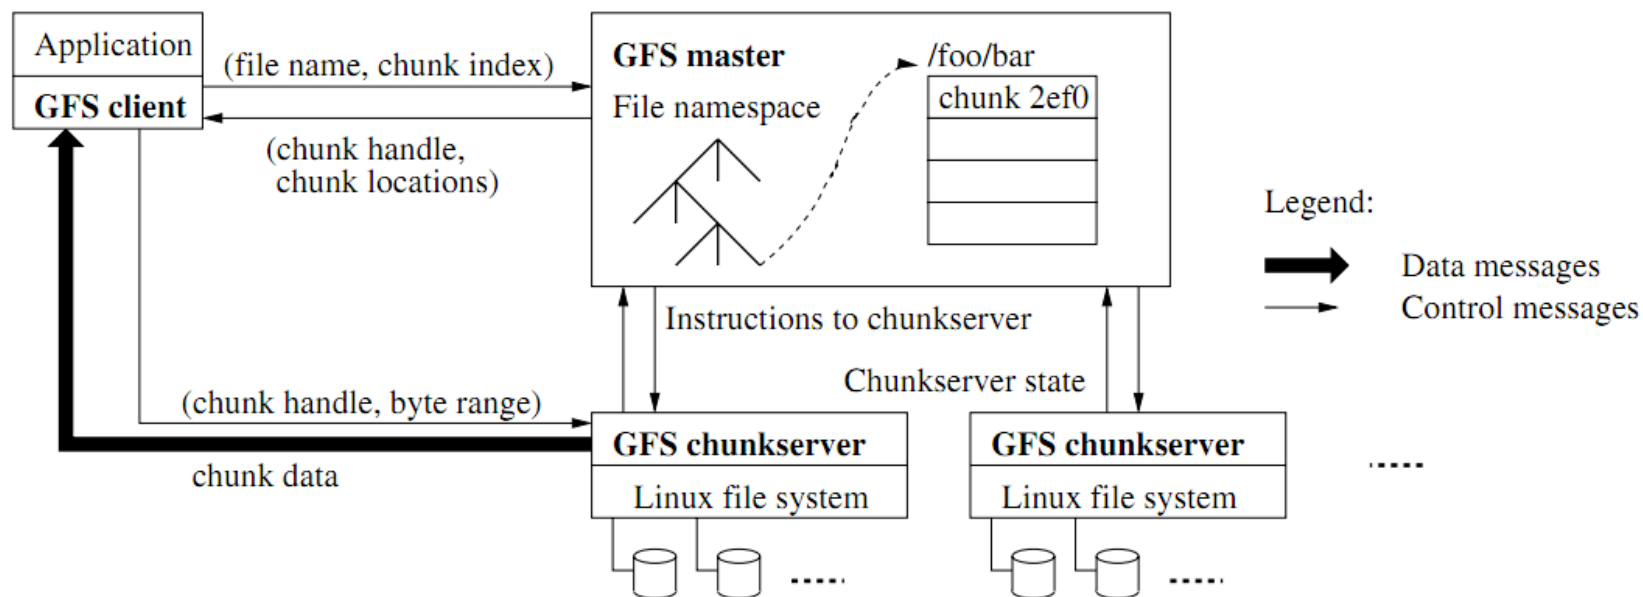 Application
GFS client
(file name, chunk index)
(chunk handle,
chunk locations)
GFS master
File namespace
/foo/bar
chunk 2ef0
Legend:
Data messages
Control messages
Instructions to chunkserver
Chunkserver state
(chunk handle, byte range)
chunk data
GFS chunkserver
Linux file system
GFS chunkserver
Linux file system